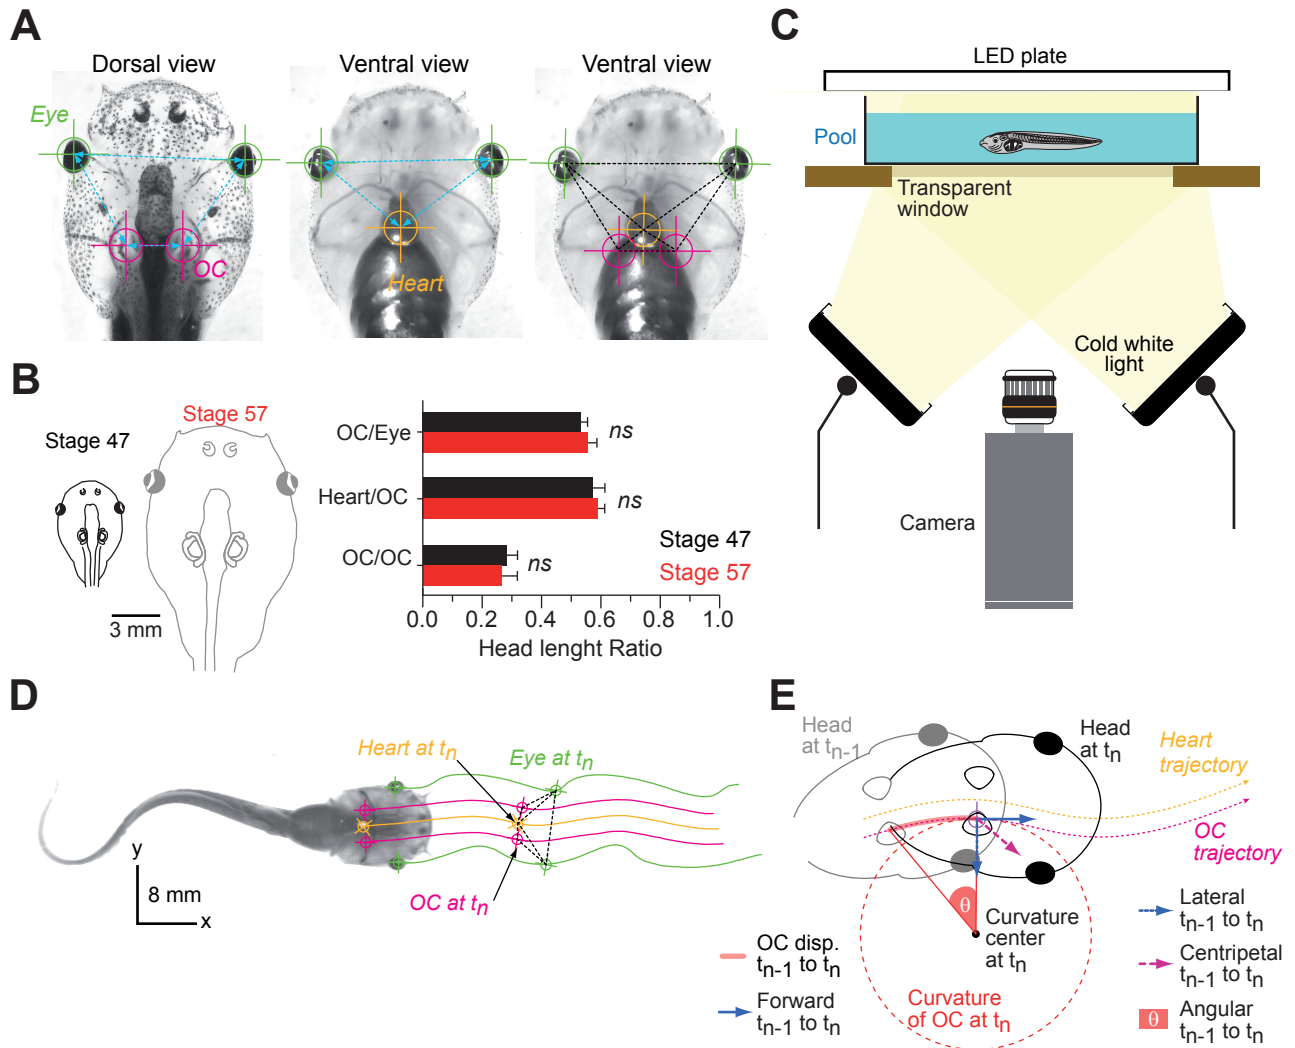 A
Dorsal view
Ventral view
Ventral view
Eye
OC
Heart
B
Stage 47
Stage 57
3 mm
OC/Eye
Heart/OC
OC/OC
ns
ns
ns
Stage 47
Stage 57
0.0 0.2 0.4 0.6 0.8 1.0
Head lenght Ratio
C
LED plate
Pool
Transparent
window
Cold white
light
Camera
D
Heart at tn
Eye at tn
OC at tn
y
8 mm
x
E
Head
at tn-1
Head
at tn
Heart
trajectory
OC
trajectory
θ
Curvature
center
at tn
Curvature
of OC at tn
OC disp.
tn-1 to tn
Forward
tn-1 to tn
Lateral
tn-1 to tn
Centripetal
tn-1 to tn
θ
Angular
tn-1 to tn